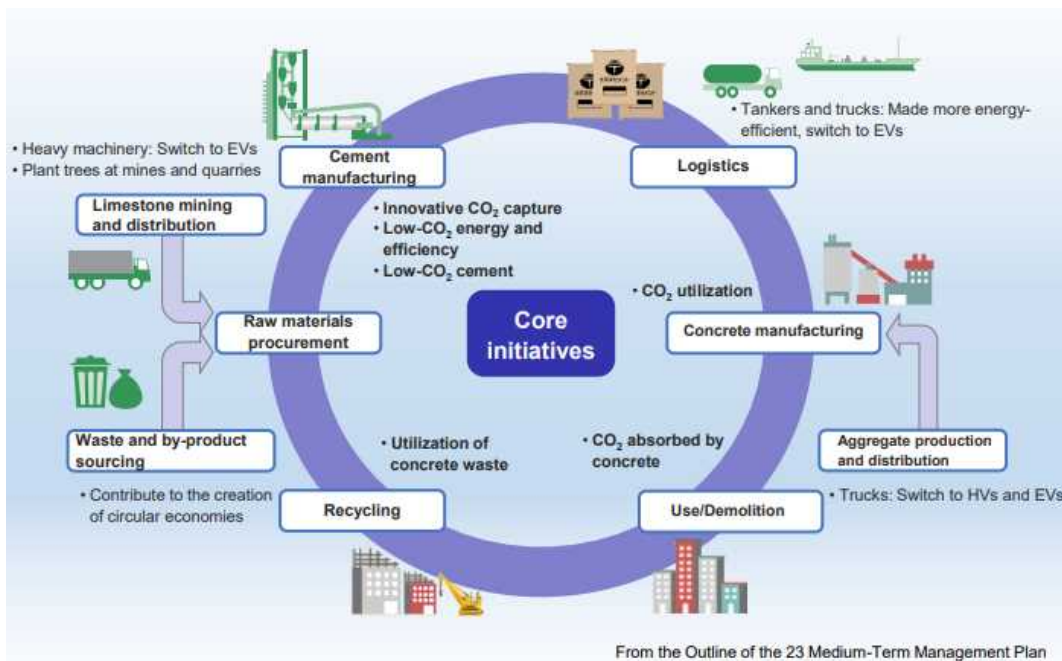 • Tankers and trucks: Made more energy-
efficient, switch to EVs
• Heavy machinery: Switch to EVs
• Plant trees at mines and quarries
Cement
manufacturing
Logistics
Limestone mining
and distribution
• Innovative CO₂ capture
• Low-CO₂ energy and
efficiency
• Low-CO₂ cement
• CO₂ utilization
Raw materials
procurement
Core
initiatives
Concrete manufacturing
Waste and by-product
sourcing
• Utilization of
concrete waste
• CO₂ absorbed by
concrete
Aggregate production
and distribution
• Contribute to the creation
of circular economies
Recycling
Use/Demolition
• Trucks: Switch to HVs and EVs
From the Outline of the 23 Medium-Term Management Plan